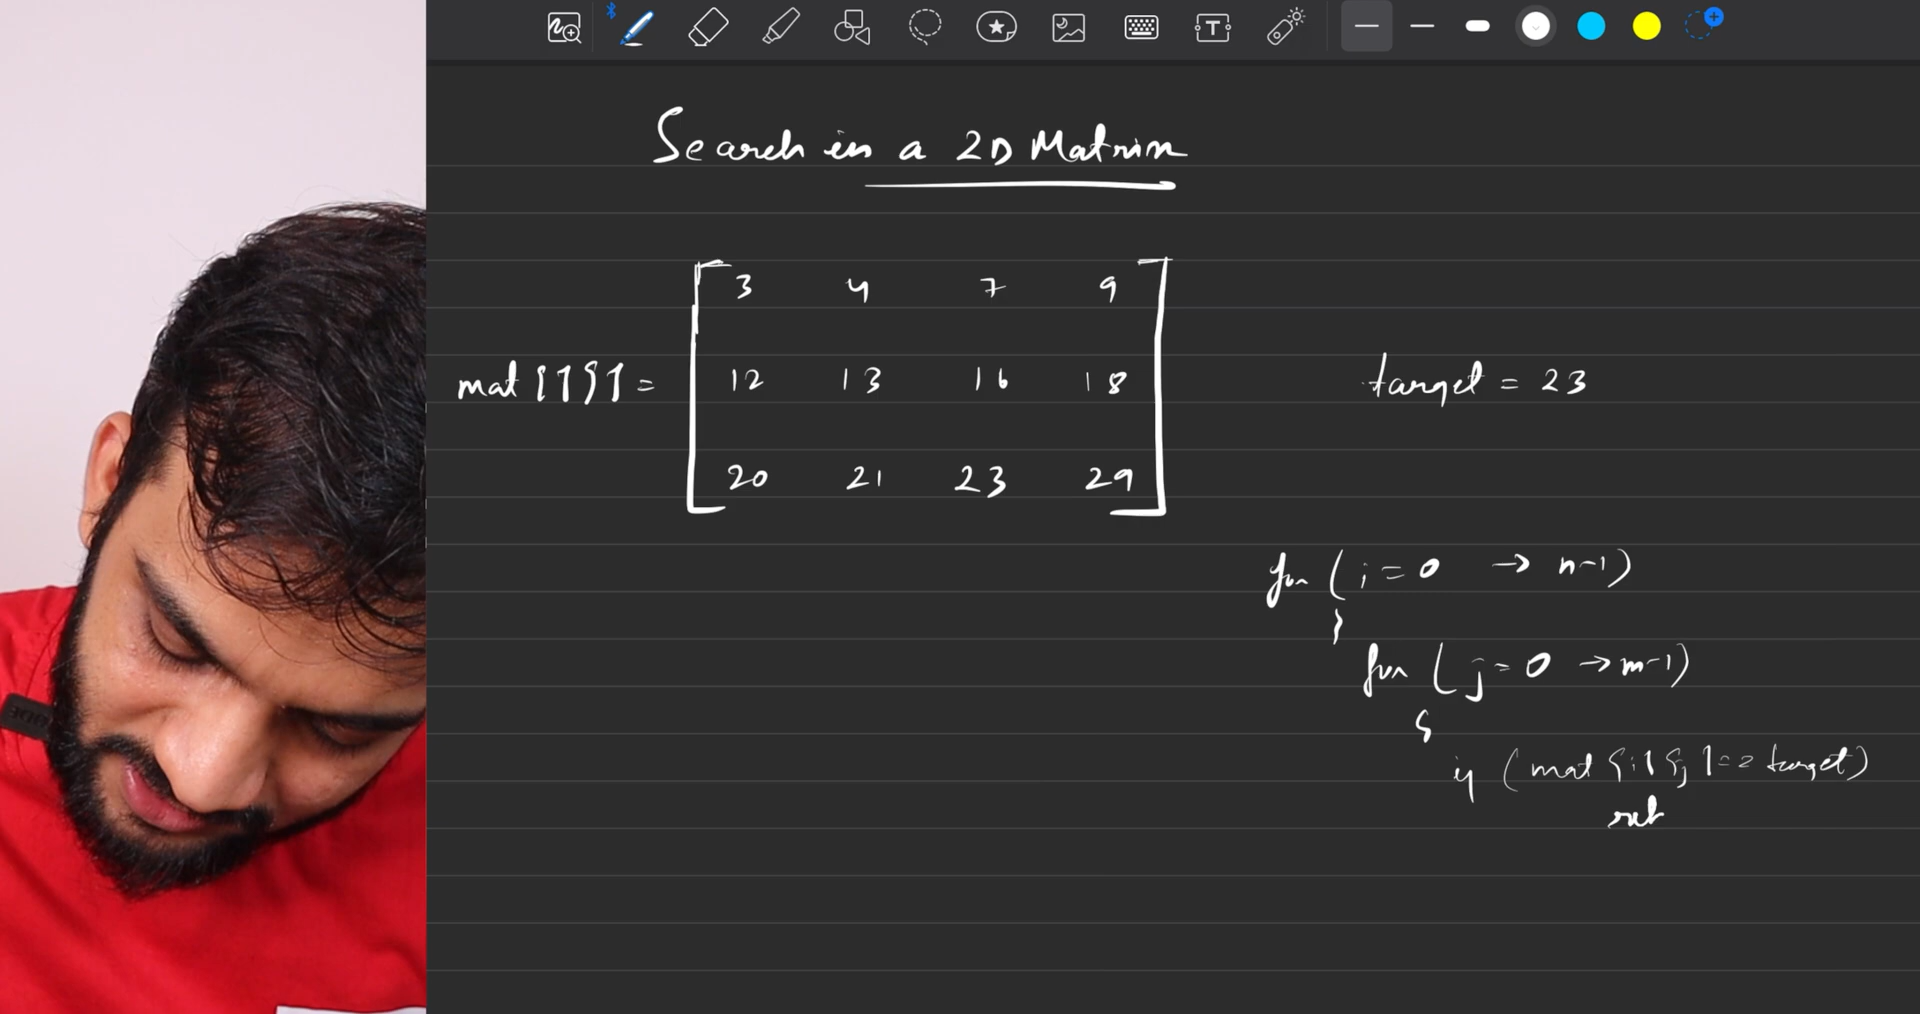 Search in a 2D Matrix
3 4 7 9
mat[][] = 12 13 16 18 target = 23
20 21 23 29
for (i = 0 → n-1)
{
for (j = 0 → m-1)
{
if (mat[i][j] == target)
ret